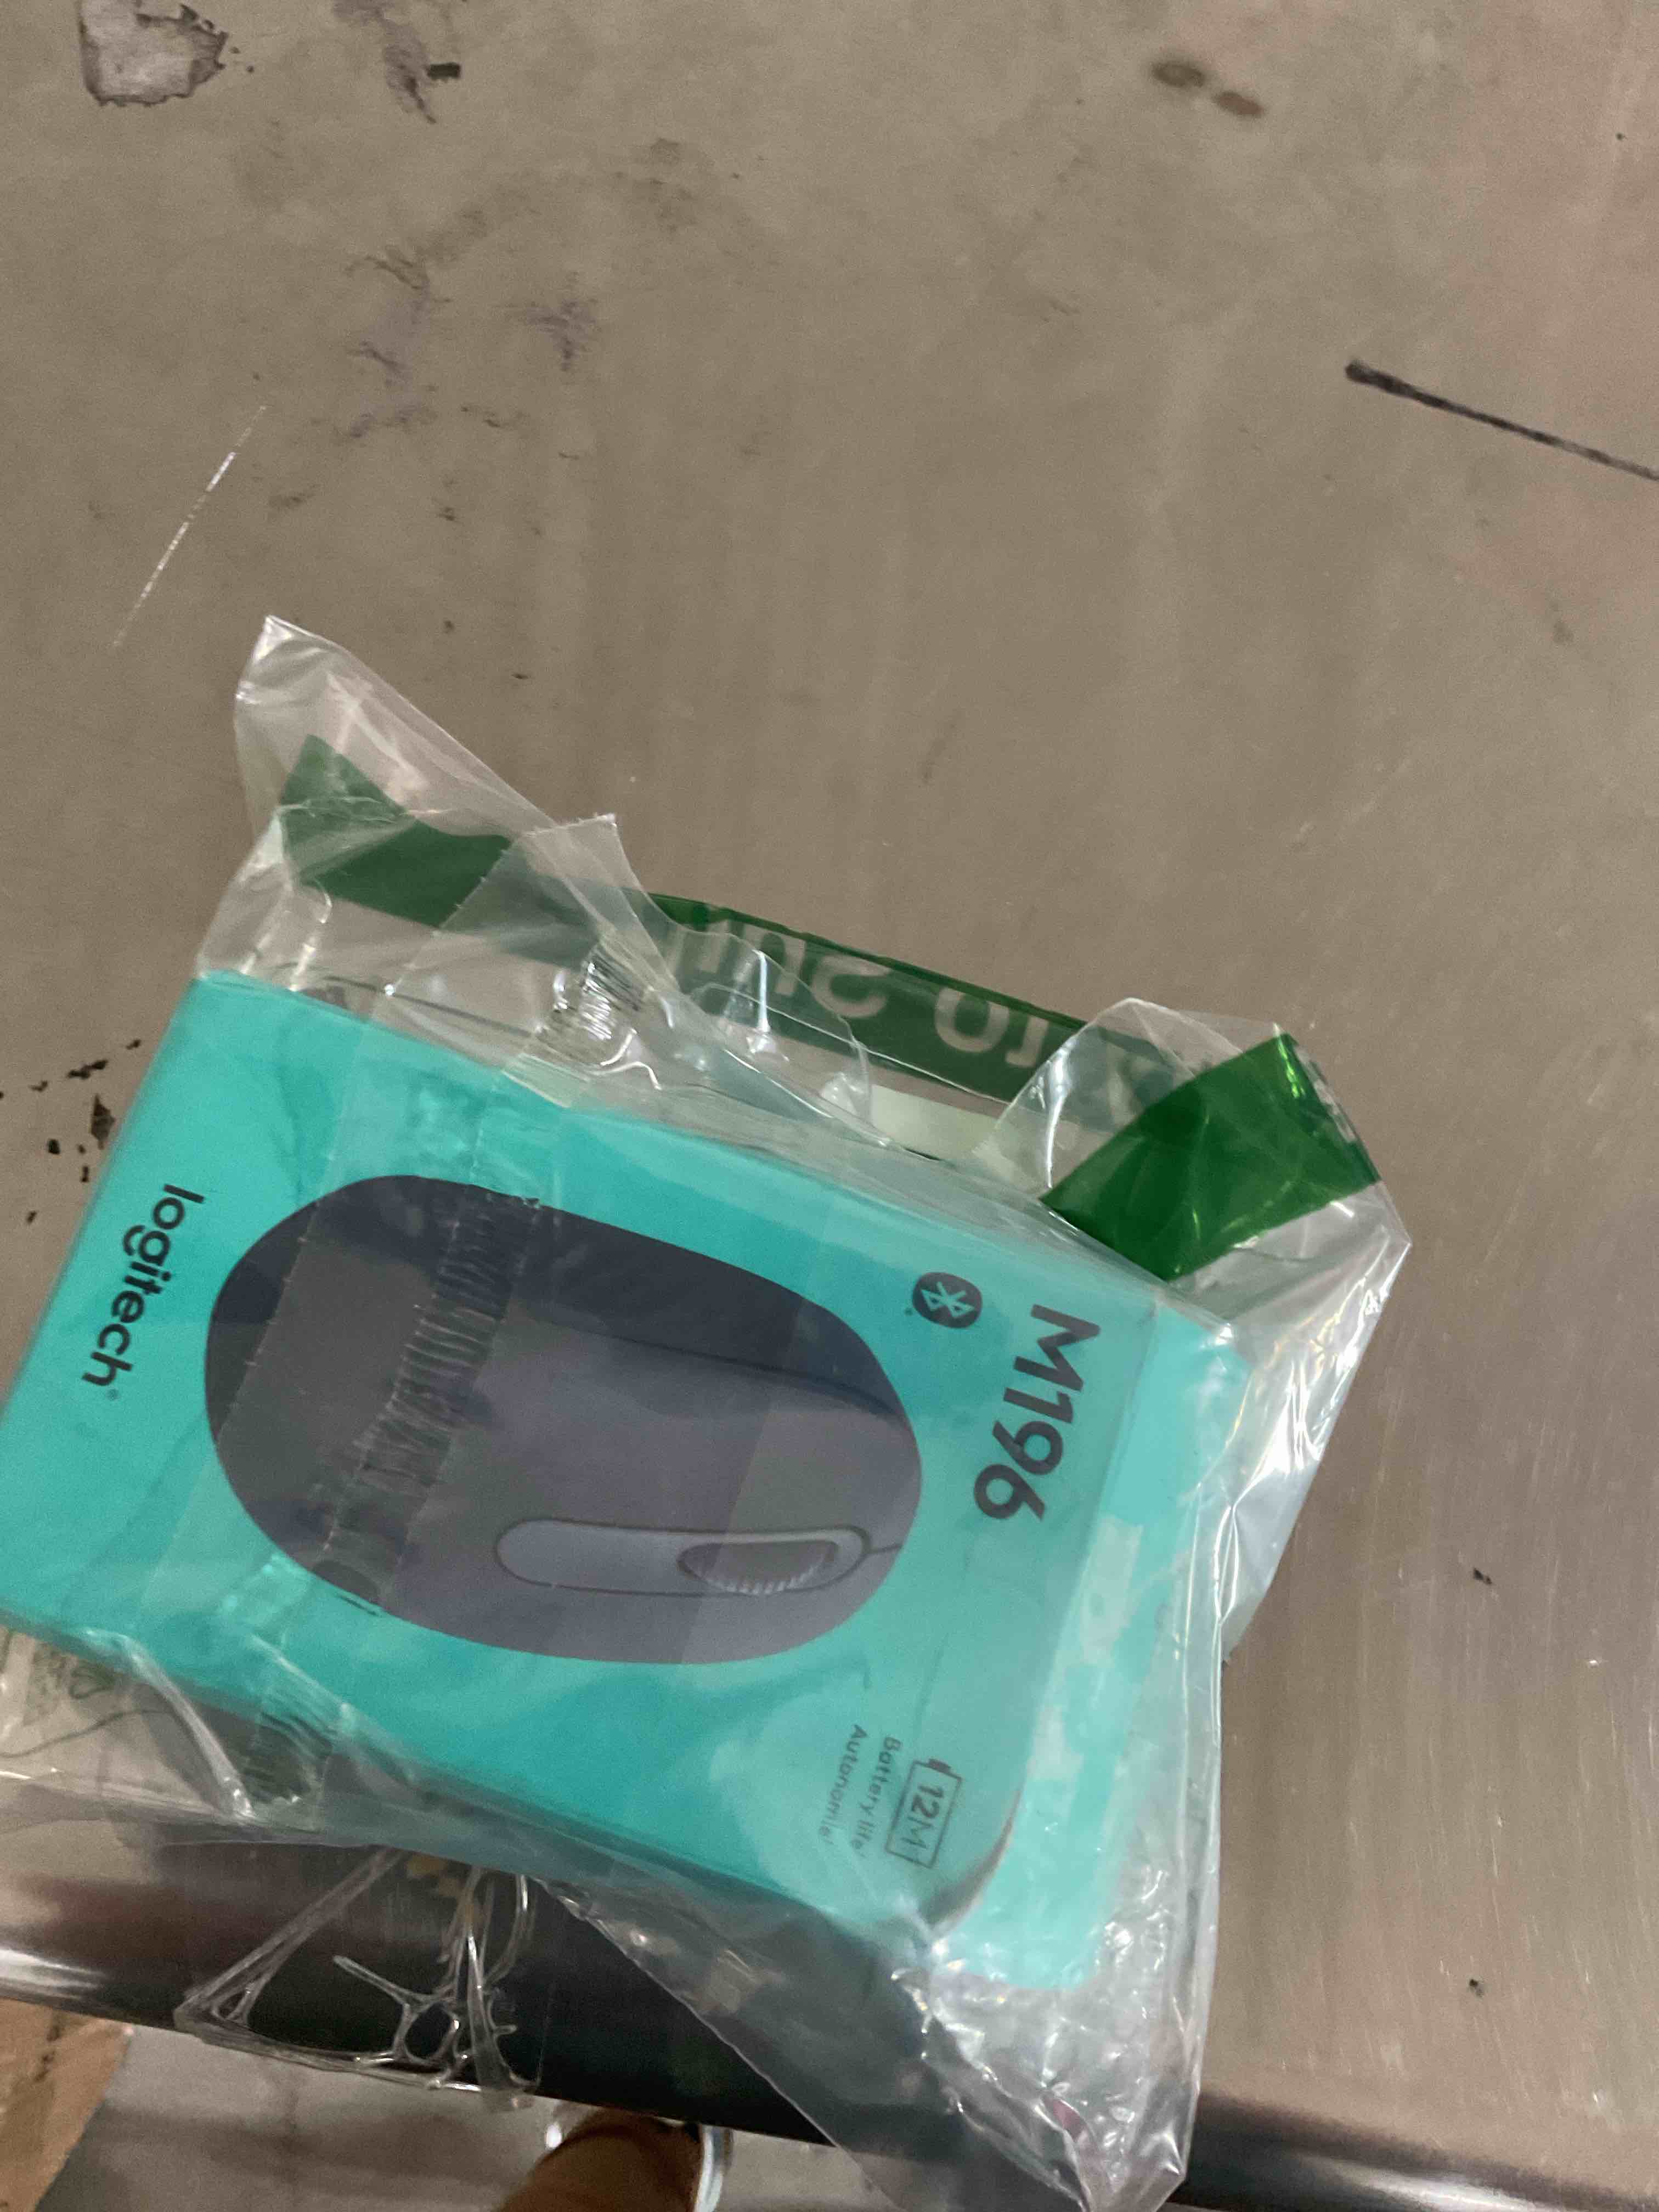 logitech
M196
12M
Battery life
Autonomie